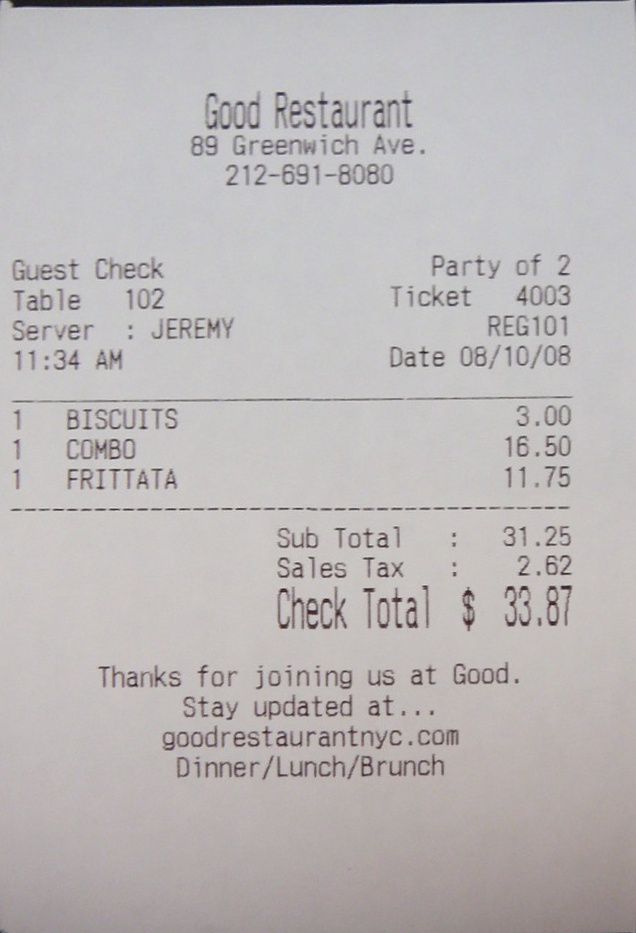 Good Restaurant
89 Greenwich Ave.
212-691-8080
Guest Check Party of 2
Table 102 Ticket 4003
Server : JEREMY REG101
11:34 AM Date 08/10/08
1 BISCUITS 3.00
1 COMBO 16.50
1 FRITTATA 11.75
Sub Total : 31.25
Sales Tax : 2.62
Check Total $ 33.87
Thanks for joining us at Good.
Stay updated at...
goodrestaurantnyc.com
Dinner/Lunch/Brunch